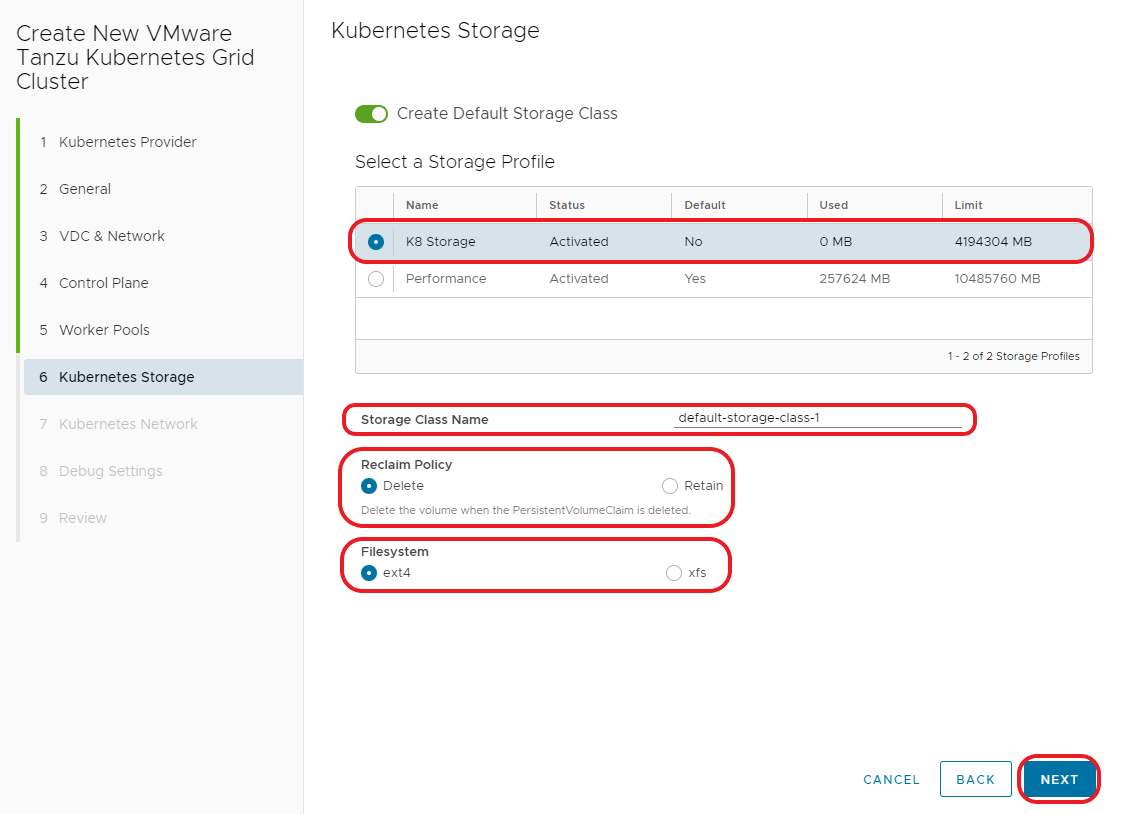 Create New VMware
Tanzu Kubernetes Grid
Cluster
1 Kubernetes Provider
2 General
3 VDC & Network
4 Control Plane
5 Worker Pools
6 Kubernetes Storage
7 Kubernetes Network
8 Debug Settings
9 Review
Kubernetes Storage
Create Default Storage Class
Select a Storage Profile
Name Status Default Used Limit
K8 Storage Activated No 0 MB 4194304 MB
Performance Activated Yes 257624 MB 10485760 MB
1 - 2 of 2 Storage Profiles
Storage Class Name default-storage-class-1
Reclaim Policy
Delete Retain
Delete the volume when the PersistentVolumeClaim is deleted.
Filesystem
ext4 xfs
CANCEL BACK NEXT